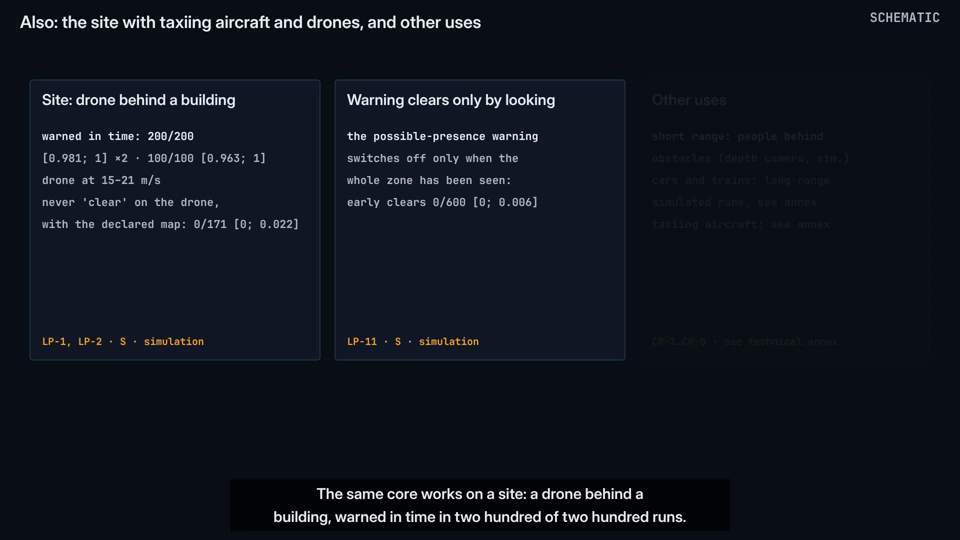 Also: the site with taxiing aircraft and drones, and other uses
SCHEMATIC
Site: drone behind a building
warned in time: 200/200
[0.981; 1] ×2 · 100/100 [0.963; 1]
drone at 15–21 m/s
never 'clear' on the drone,
with the declared map: 0/171 [0; 0.022]
LP-1, LP-2 · S · simulation
Warning clears only by looking
the possible-presence warning
switches off only when the
whole zone has been seen:
early clears 0/600 [0; 0.006]
LP-11 · S · simulation
Other uses
short range: people behind
obstacles (depth camera, sim.)
cars and trains: long-range
simulated runs, see annex
taxiing aircraft: see annex
see technical annex
The same core works on a site: a drone behind a
building, warned in time in two hundred of two hundred runs.